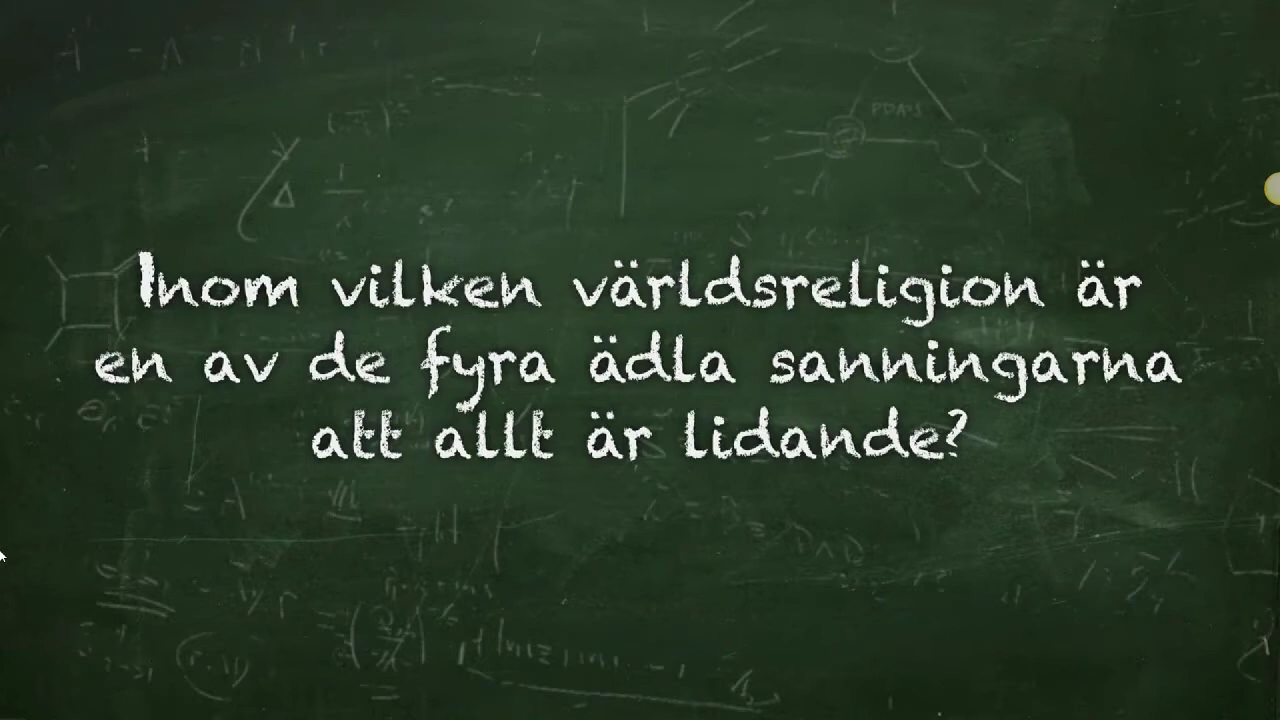 Inom vilken världsreligion är
en av de fyra ädla sanningarna
att allt är lidande?